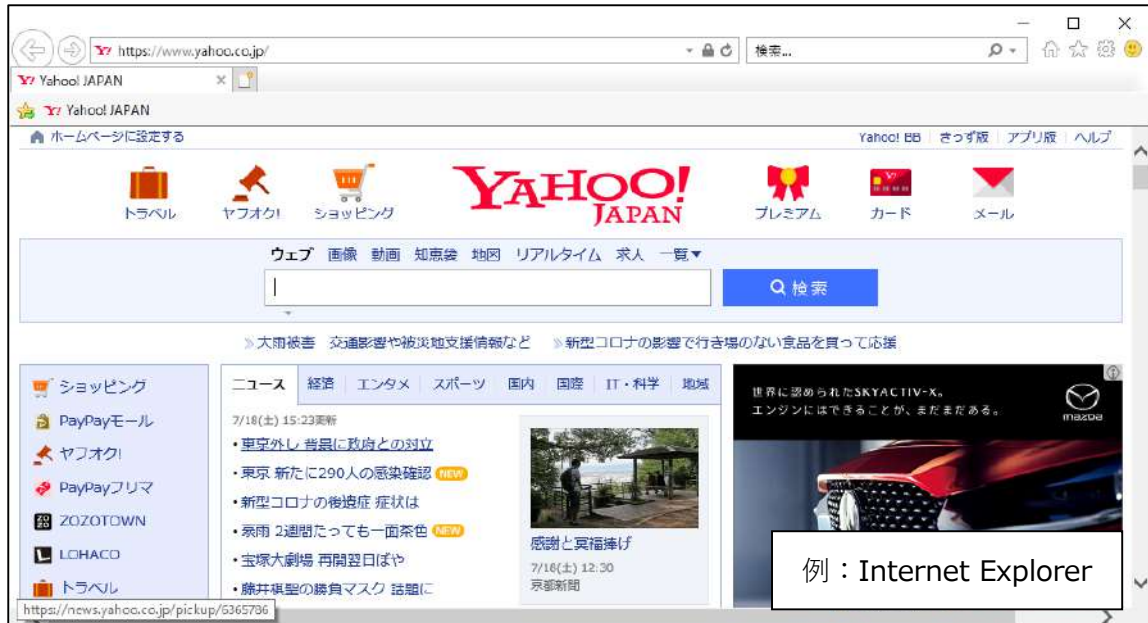 https://www.yahoo.co.jp/
検索...
Yahoo! JAPAN
Yahoo! JAPAN
ホームページに設定する
Yahoo! BB きっず版 アプリ版 ヘルプ
トラベル ヤフオク! ショッピング
YAHOO!
JAPAN
プレミアム カード メール
ウェブ 画像 動画 知恵袋 地図 リアルタイム 求人 一覧▼
検索
大雨被害 交通影響や被災地支援情報など
新型コロナの影響で行き場のない食品を買って応援
ショッピング
PayPayモール
ヤフオク!
PayPayフリマ
ZOZOTOWN
LOHACO
トラベル
ニュース 経済 エンタメ スポーツ 国内 国際 IT・科学 地域
7/18(土) 15:23更新
・東京外し 背景に政府との対立
・東京 新たに290人の感染確認 NEW
・新型コロナの後遺症 症状は
・豪雨 2週間たっても一面茶色 NEW
・宝塚大劇場 再開翌日ぼや
・藤井棋聖の勝負マスク 話題に
感謝と冥福捧げ
7/18(土) 12:30
京都新聞
世界に認められたSKYACTIV-X。
エンジンにはできることが、まだまだある。
mazda
例：Internet Explorer
https://news.yahoo.co.jp/pickup/6365786